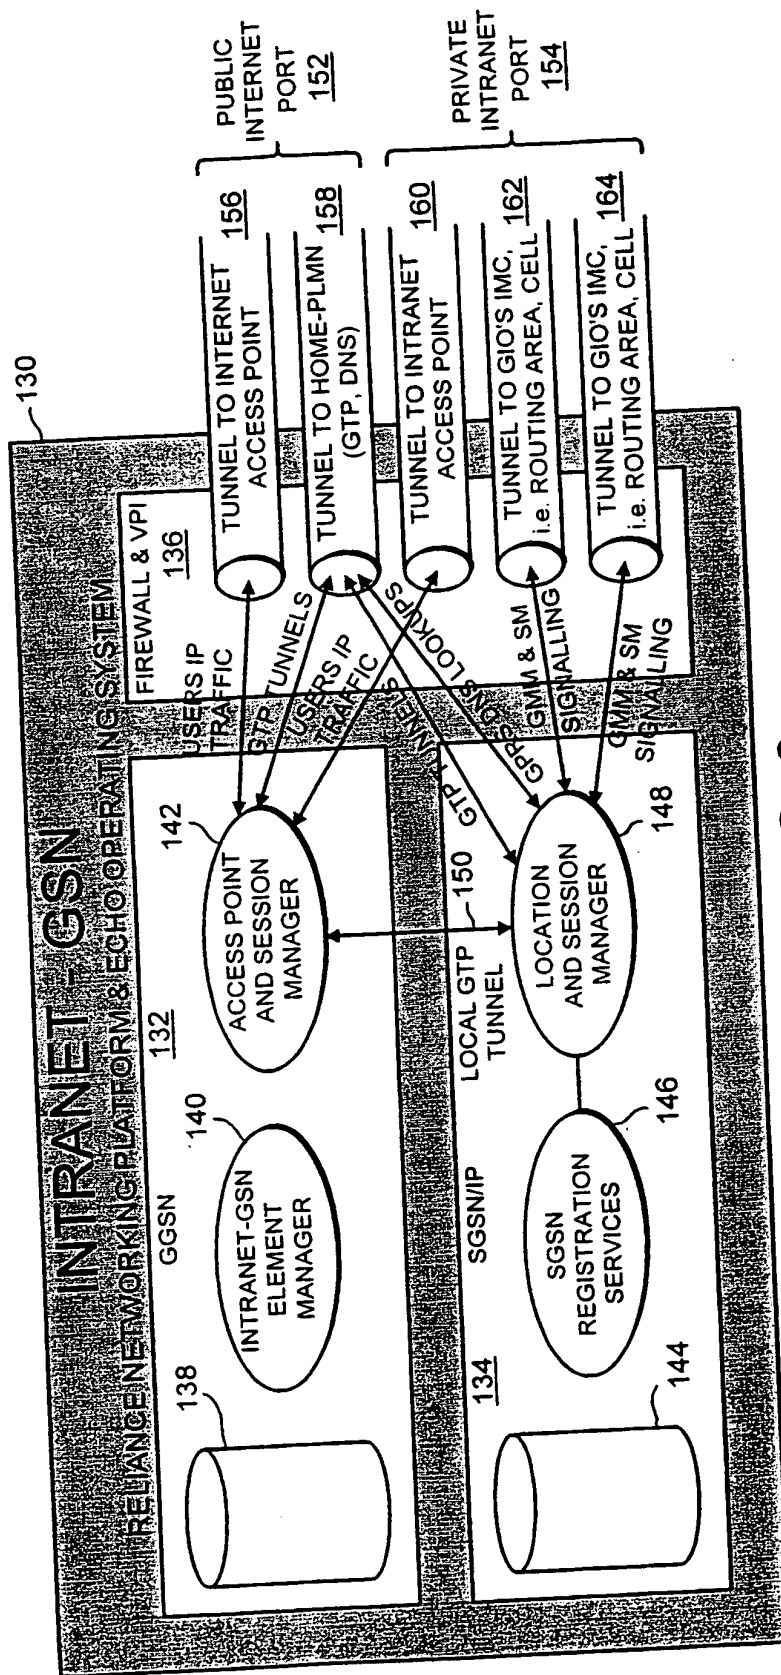 130
INTRANET - GSN
RELIANCE NETWORKING PLATFORM & ECHO OPERATING SYSTEM
GGSN
132
138
140
INTRANET-GSN
ELEMENT
MANAGER
142
ACCESS POINT
AND SESSION
MANAGER
FIREWALL & VPI
136
USERS IP
TRAFFIC
GTP TUNNELS
USERS IP
TRAFFIC
GTP TUNNELS
GPRS DNS LOOKUPS
GMM & SM
SIGNALLING
GMM & SM
SIGNALLING
LOCAL GTP
TUNNEL
150
SGSN/IP
134
144
SGSN
REGISTRATION
SERVICES
146
LOCATION
AND SESSION
MANAGER
148
TUNNEL TO INTERNET
ACCESS POINT
156
TUNNEL TO HOME-PLMN
(GTP, DNS)
158
TUNNEL TO INTRANET
ACCESS POINT
160
TUNNEL TO GIO'S IMC,
i.e. ROUTING AREA, CELL
162
TUNNEL TO GIO'S IMC,
i.e. ROUTING AREA, CELL
164
PUBLIC
INTERNET
PORT
152
PRIVATE
INTRANET
PORT
154